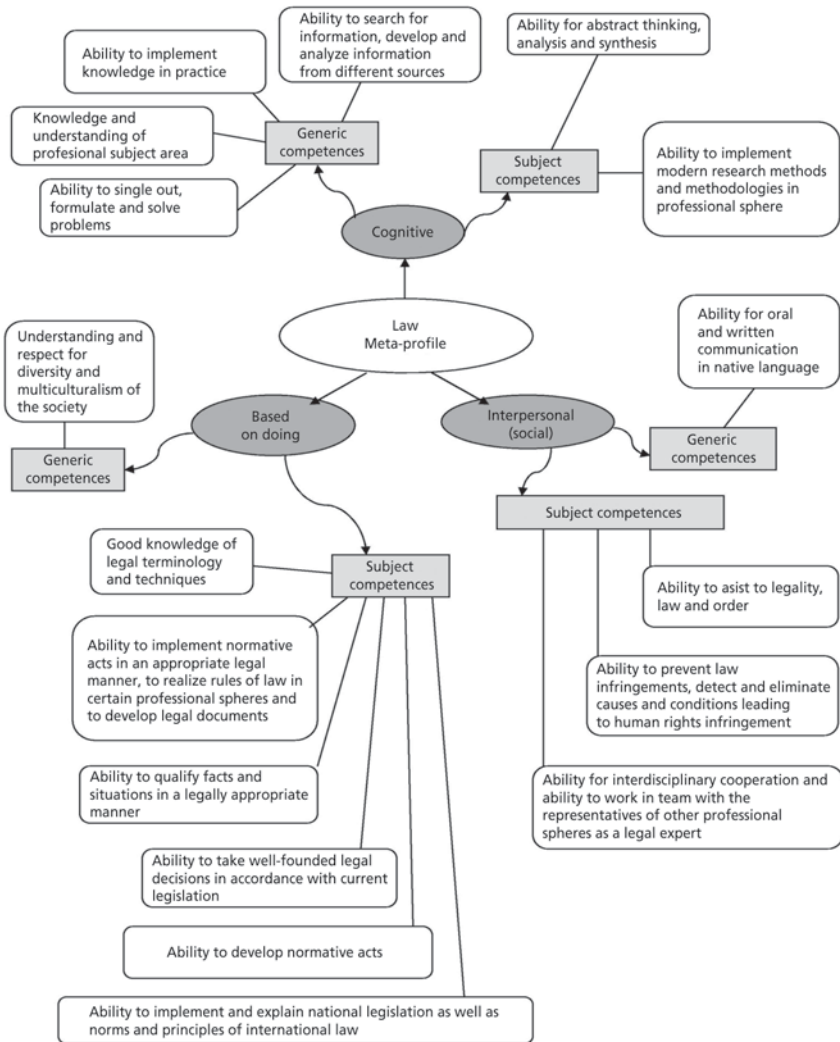 Ability to search for
information, develop and
analyze information
from different sources
Ability for abstract thinking,
analysis and synthesis
Ability to implement
knowledge in practice
Knowledge and
understanding of
profesional subject area
Generic
competences
Subject
competences
Ability to implement
modern research methods
and methodologies in
professional sphere
Ability to single out,
formulate and solve
problems
Cognitive
Law
Meta-profile
Ability for oral
and written
communication
in native language
Understanding and
respect for
diversity and
multiculturalism of
the society
Based
on doing
Interpersonal
(social)
Generic
competences
Generic
competences
Subject competences
Good knowledge of
legal terminology
and techniques
Subject
competences
Ability to asist to legality,
law and order
Ability to implement normative
acts in an appropriate legal
manner, to realize rules of law in
certain professional spheres and
to develop legal documents
Ability to prevent law
infringements, detect and eliminate
causes and conditions leading
to human rights infringement
Ability to qualify facts and
situations in a legally appropriate
manner
Ability for interdisciplinary cooperation and
ability to work in team with the
representatives of other professional
spheres as a legal expert
Ability to take well-founded legal
decisions in accordance with current
legislation
Ability to develop normative acts
Ability to implement and explain national legislation as well as
norms and principles of international law